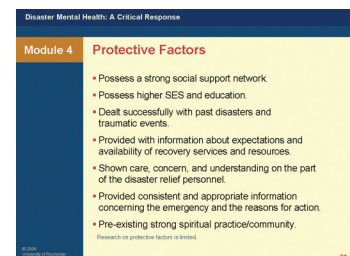 Disaster Mental Health: A Critical Response
Module 4
Protective Factors
Possess a strong social support network.
Possess higher SES and education.
Dealt successfully with past disasters and
traumatic events.
Provided with information about expectations and
availability of recovery services and resources.
Shown care, concern, and understanding on the part
of the disaster relief personnel.
Provided consistent and appropriate information
concerning the emergency and the reasons for action.
Pre-existing strong spiritual practice/community.
Research on protective factors is limited.
University of Rochester